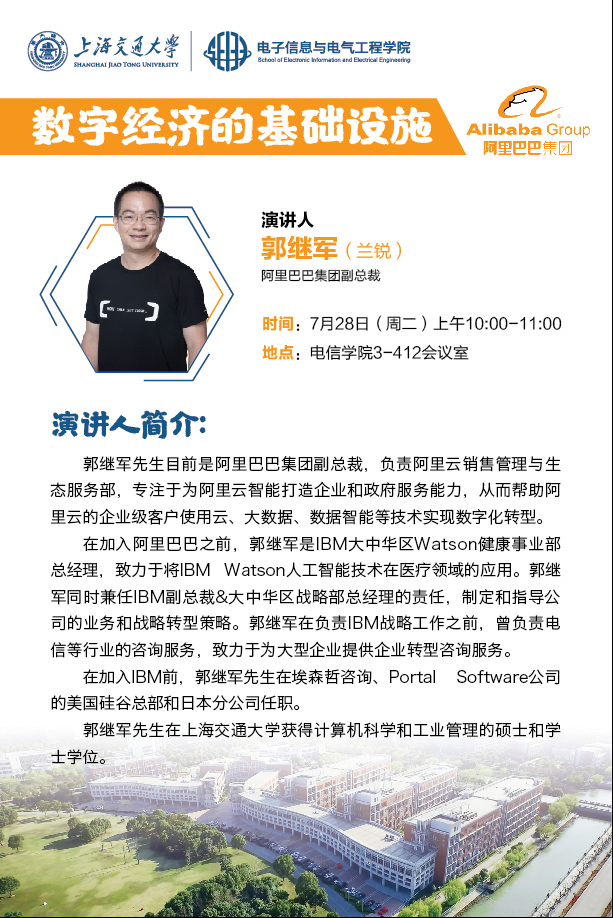 上海交通大学
SHANGHAI JIAO TONG UNIVERSITY
电子信息与电气工程学院
School of Electronic Information and Electrical Engineering
数字经济的基础设施
Alibaba Group
阿里巴巴集团
演讲人
郭继军（兰锐）
阿里巴巴集团副总裁
时间：7月28日（周二）上午10:00-11:00
地点：电信学院3-412会议室
演讲人简介:
郭继军先生目前是阿里巴巴集团副总裁，负责阿里云销售管理与生
态服务部，专注于为阿里云智能打造企业和政府服务能力，从而帮助阿
里云的企业级客户使用云、大数据、数据智能等技术实现数字化转型。
在加入阿里巴巴之前，郭继军是IBM大中华区Watson健康事业部
总经理，致力于将IBM Watson人工智能技术在医疗领域的应用。郭继
军同时兼任IBM副总裁&大中华区战略部总经理的责任，制定和指导公
司的业务和战略转型策略。郭继军在负责IBM战略工作之前，曾负责电
信等行业的咨询服务，致力于为大型企业提供企业转型咨询服务。
在加入IBM前，郭继军先生在埃森哲咨询、Portal Software公司
的美国硅谷总部和日本分公司任职。
郭继军先生在上海交通大学获得计算机科学和工业管理的硕士和学
士学位。